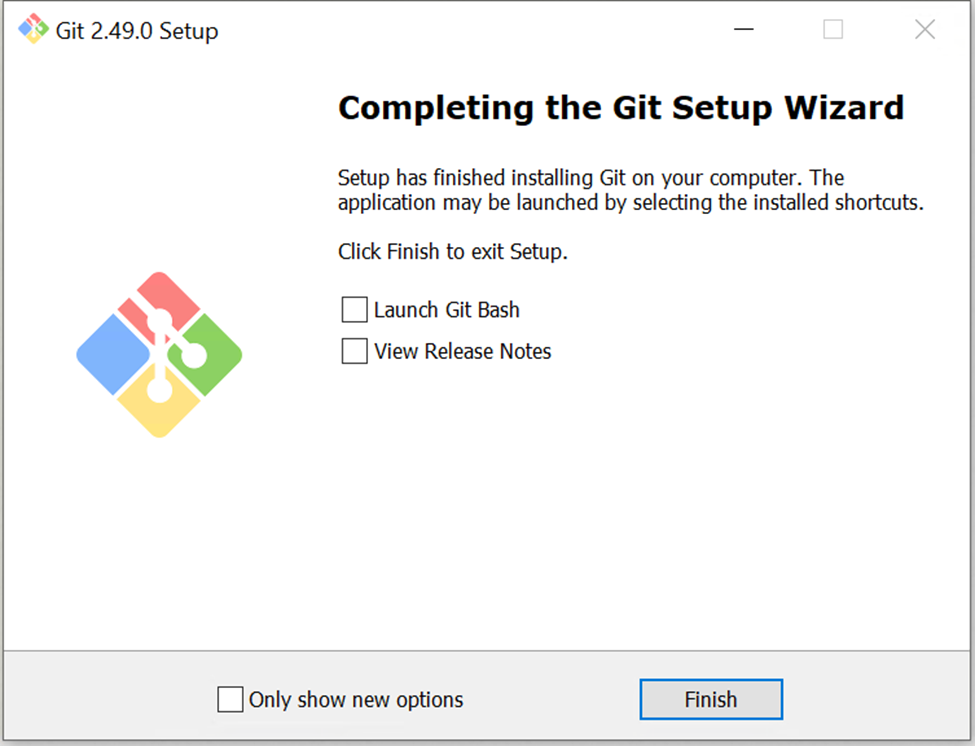 Git 2.49.0 Setup
Completing the Git Setup Wizard
Setup has finished installing Git on your computer. The
application may be launched by selecting the installed shortcuts.
Click Finish to exit Setup.
Launch Git Bash
View Release Notes
Only show new options
Finish